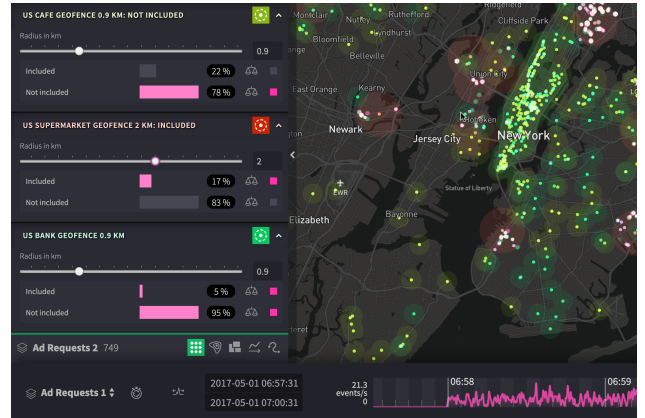 US CAFE GEOFENCE 0.9 KM: NOT INCLUDED
Radius in km
0.9
Included 22 %
Not included 78 %
US SUPERMARKET GEOFENCE 2 KM: INCLUDED
Radius in km
2
Included 17 %
Not included 83 %
US BANK GEOFENCE 0.9 KM
Radius in km
0.9
Included 5 %
Not included 95 %
Ad Requests 2 749
Ad Requests 1
2017-05-01 06:57:31
2017-05-01 07:00:31
21.3
events/s
0
06:58
06:59
Ridgefield
Montclair
Nutley
Rutherford
Cliffside Park
Lyndhurst
Bloomfield
Belleville
Union City
East Orange
Kearny
Hoboken
Newark
Jersey City
New York
Statue of Liberty
EWR
Elizabeth
Bayonne